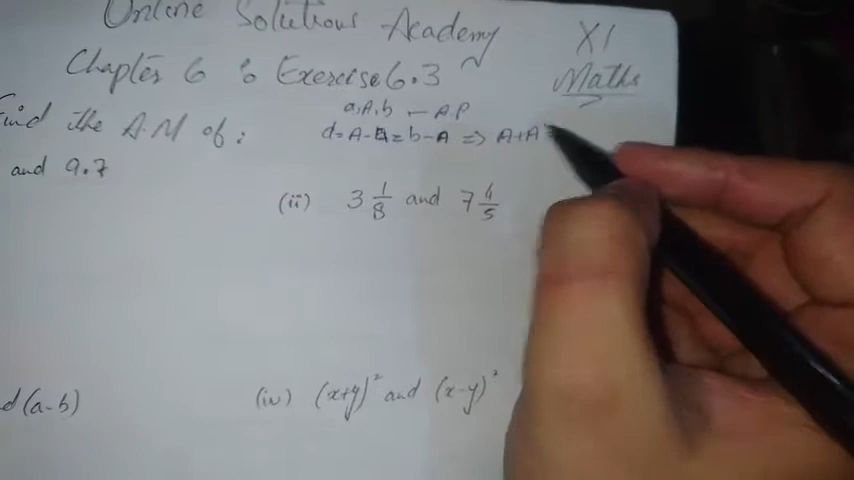 Online Solutions Academy
XI
Maths
Chapter 6 : Exercise 6.3
Find the A.M of:
a, A, b — A.P
d = A - a = b - A ⇒ A + A =
and 9.7
(ii) 3 1/8 and 7 4/5
d (a-b)
(iv) (x+y)² and (x-y)²